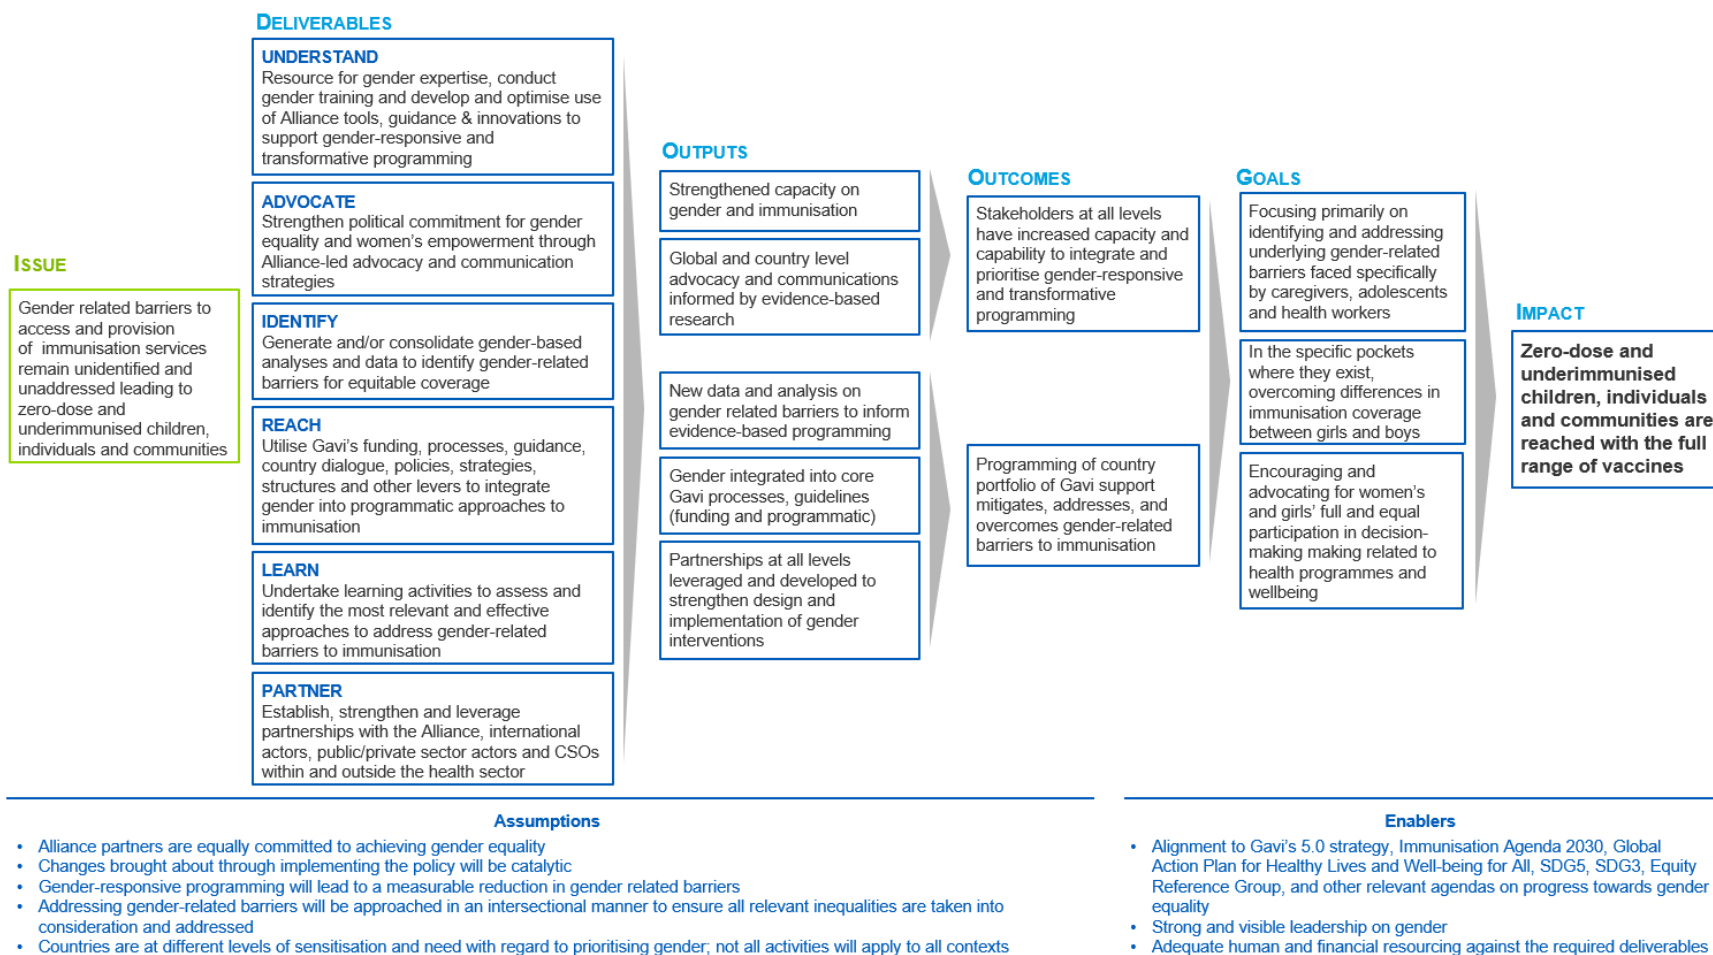 DELIVERABLES
UNDERSTAND
Resource for gender expertise, conduct
gender training and develop and optimise use
of Alliance tools, guidance & innovations to
support gender-responsive and
transformative programming
ADVOCATE
Strengthen political commitment for gender
equality and women's empowerment through
Alliance-led advocacy and communication
strategies
IDENTIFY
Generate and/or consolidate gender-based
analyses and data to identify gender-related
barriers for equitable coverage
REACH
Utilise Gavi's funding, processes, guidance,
country dialogue, policies, strategies,
structures and other levers to integrate
gender into programmatic approaches to
immunisation
LEARN
Undertake learning activities to assess and
identify the most relevant and effective
approaches to address gender-related
barriers to immunisation
PARTNER
Establish, strengthen and leverage
partnerships with the Alliance, international
actors, public/private sector actors and CSOs
within and outside the health sector
ISSUE
Gender related barriers to
access and provision
of immunisation services
remain unidentified and
unaddressed leading to
zero-dose and
underimmunised children,
individuals and communities
OUTPUTS
Strengthened capacity on
gender and immunisation
Global and country level
advocacy and communications
informed by evidence-based
research
New data and analysis on
gender related barriers to inform
evidence-based programming
Gender integrated into core
Gavi processes, guidelines
(funding and programmatic)
Partnerships at all levels
leveraged and developed to
strengthen design and
implementation of gender
interventions
OUTCOMES
Stakeholders at all levels
have increased capacity and
capability to integrate and
prioritise gender-responsive
and transformative
programming
Programming of country
portfolio of Gavi support
mitigates, addresses, and
overcomes gender-related
barriers to immunisation
GOALS
Focusing primarily on
identifying and addressing
underlying gender-related
barriers faced specifically
by caregivers, adolescents
and health workers
In the specific pockets
where they exist,
overcoming differences in
immunisation coverage
between girls and boys
Encouraging and
advocating for women's
and girls' full and equal
participation in decision-
making making related to
health programmes and
wellbeing
IMPACT
Zero-dose and
underimmunised
children, individuals
and communities are
reached with the full
range of vaccines
Assumptions
• Alliance partners are equally committed to achieving gender equality
• Changes brought about through implementing the policy will be catalytic
• Gender-responsive programming will lead to a measurable reduction in gender related barriers
• Addressing gender-related barriers will be approached in an intersectional manner to ensure all relevant inequalities are taken into
consideration and addressed
• Countries are at different levels of sensitisation and need with regard to prioritising gender; not all activities will apply to all contexts
Enablers
• Alignment to Gavi's 5.0 strategy, Immunisation Agenda 2030, Global
Action Plan for Healthy Lives and Well-being for All, SDG5, SDG3, Equity
Reference Group, and other relevant agendas on progress towards gender
equality
• Strong and visible leadership on gender
• Adequate human and financial resourcing against the required deliverables